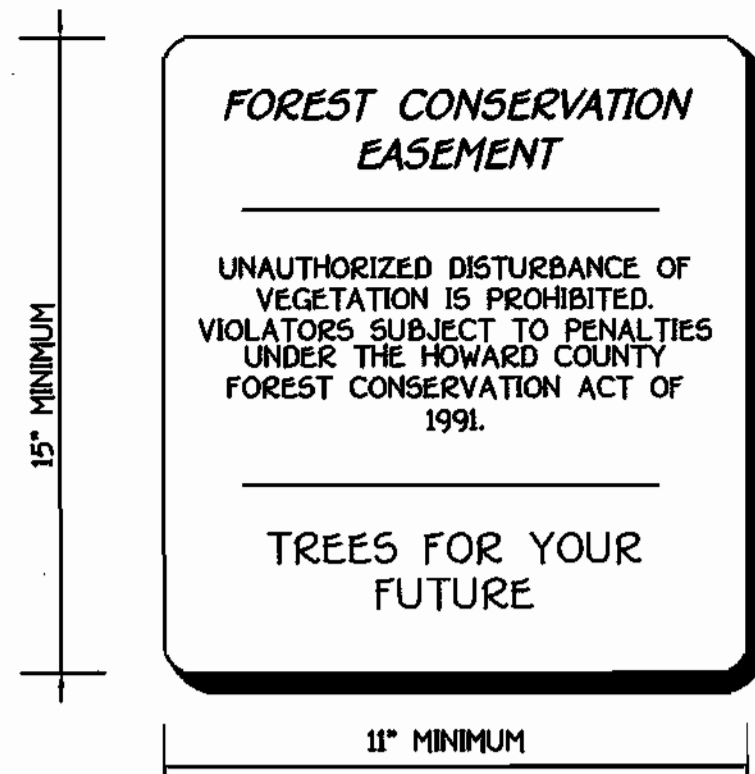 FOREST CONSERVATION
EASEMENT
UNAUTHORIZED DISTURBANCE OF
VEGETATION IS PROHIBITED.
VIOLATORS SUBJECT TO PENALTIES
UNDER THE HOWARD COUNTY
FOREST CONSERVATION ACT OF
1991.
TREES FOR YOUR
FUTURE
15" MINIMUM
11" MINIMUM